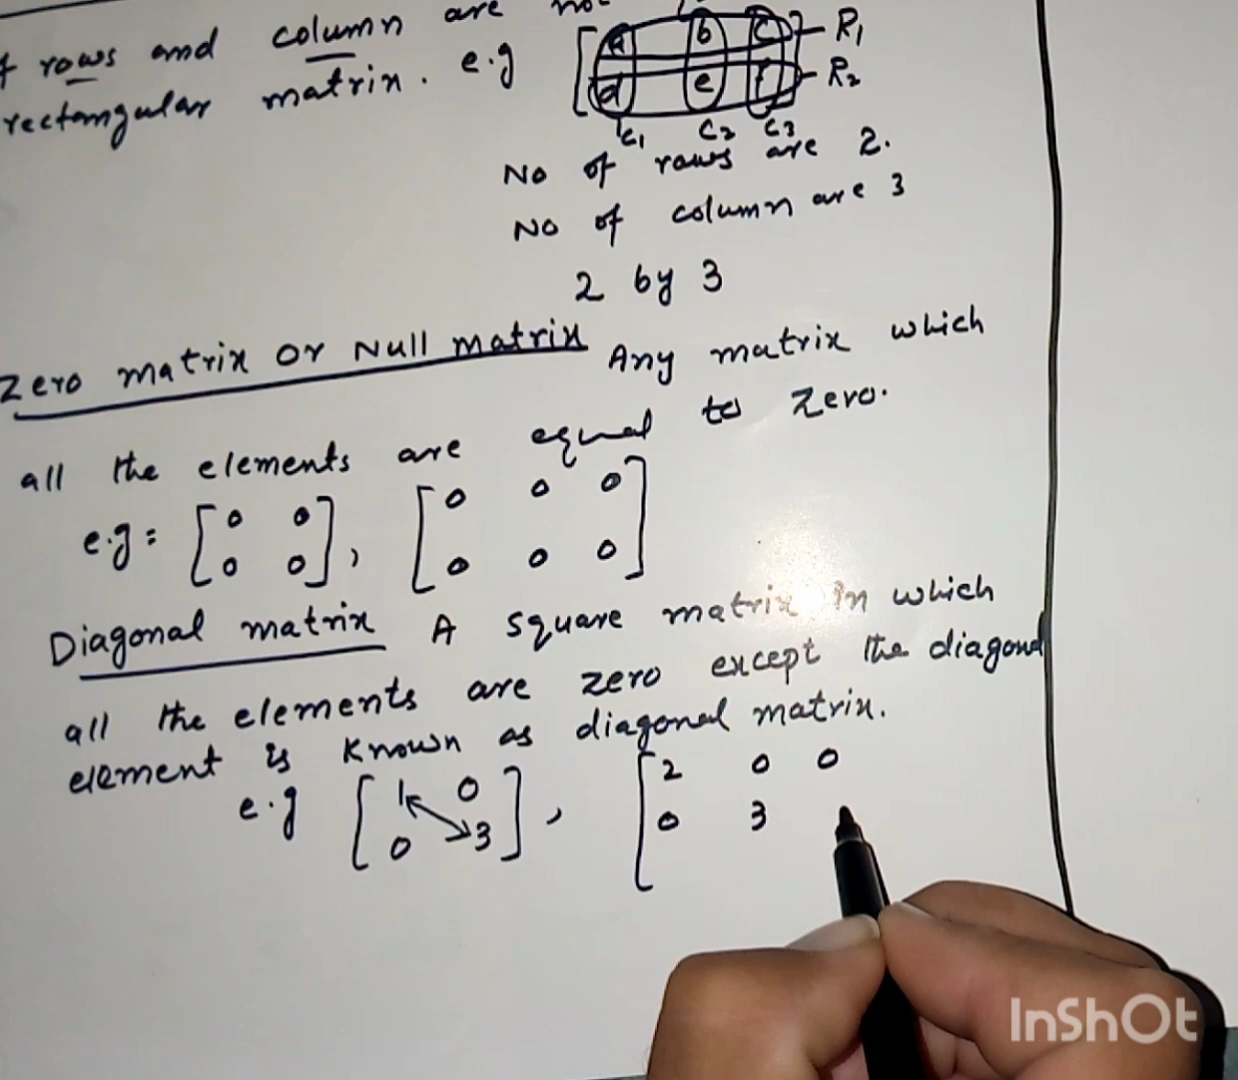 rows and column are
rectangular matrix. e.g [a b c R1
d e f] R2
C1 C2 C3
No of rows are 2.
No of column are 3
2 by 3
Zero matrix or Null matrix Any matrix which
all the elements are equal to zero.
e.g = [0 0 0 0], [0 0 0
0 0 0]
Diagonal matrix A square matrix in which
all the elements are zero except the diagonal
element is known as diagonal matrix.
e.g [1 0 0 3], [2 0 0
0 3
InShOt